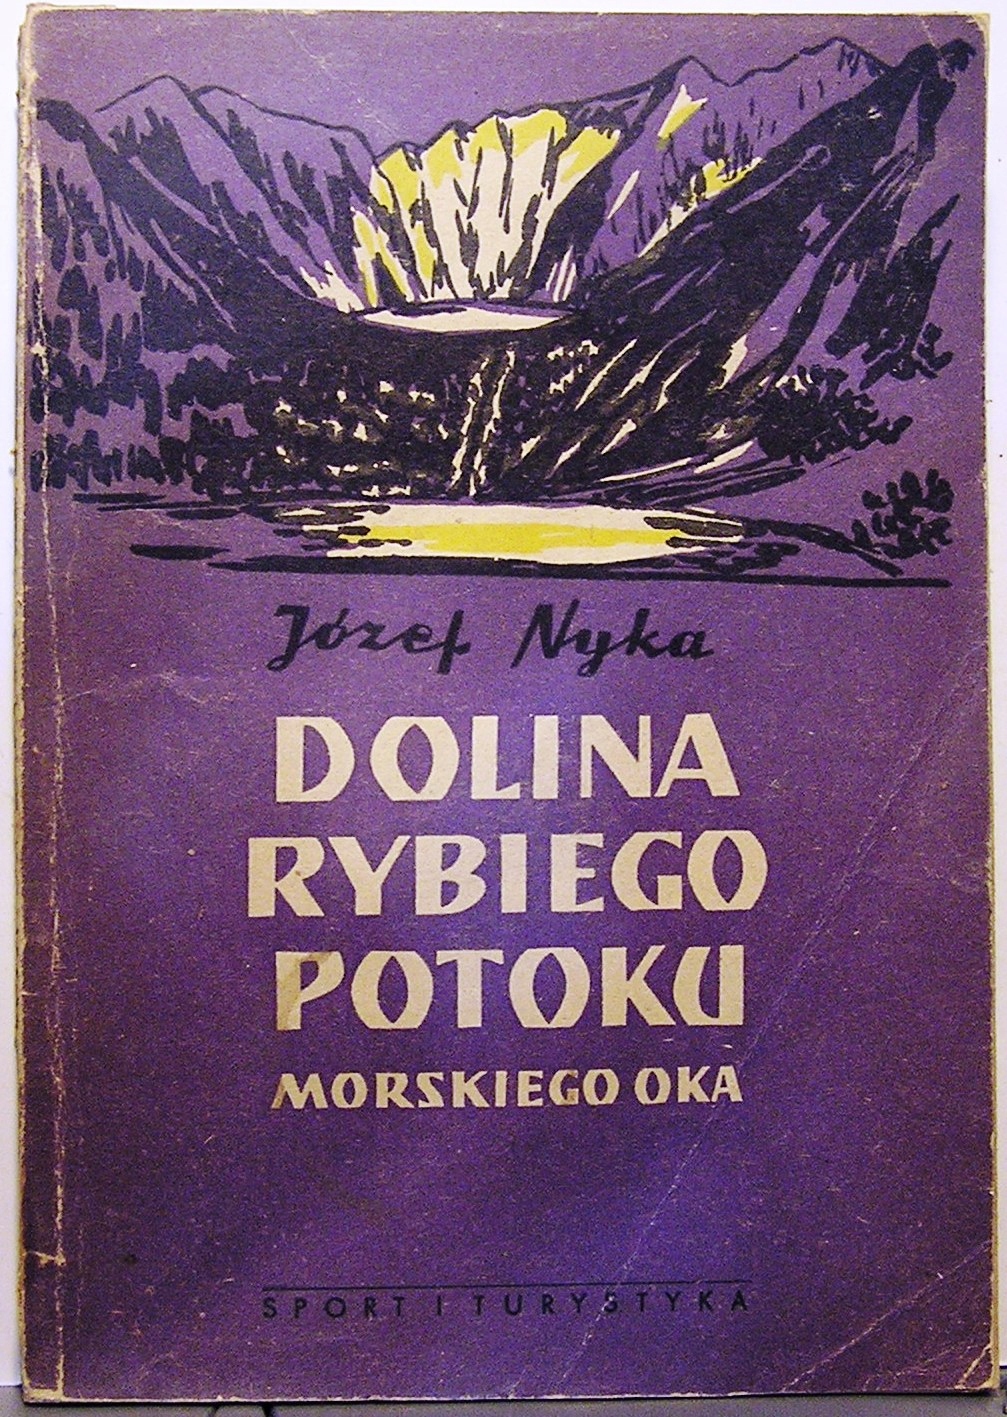 Józef Nyka
DOLINA
RYBIEGO
POTOKU
MORSKIEGO OKA
SPORT I TURYSTYKA